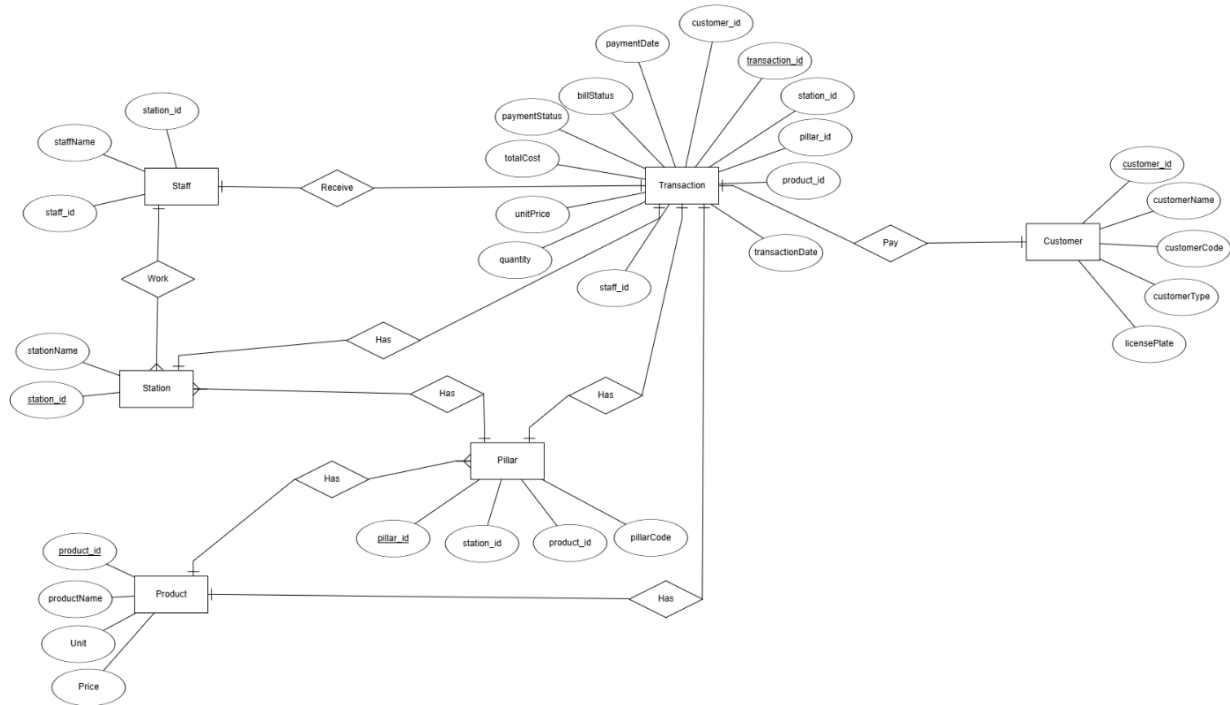 customer_id
paymentDate
transaction_id
billStatus
station_id
station_id
paymentStatus
staffName
pillar_id
totalCost
product_id
Staff
Receive
Transaction
customer_id
staff_id
unitPrice
customerName
Pay
Customer
customerCode
quantity
transactionDate
Work
staff_id
customerType
Has
stationName
licensePlate
Station
Has
Has
station_id
Pillar
Has
pillar_id
station_id
product_id
pillarCode
product_id
Product
productName
Has
Unit
Price